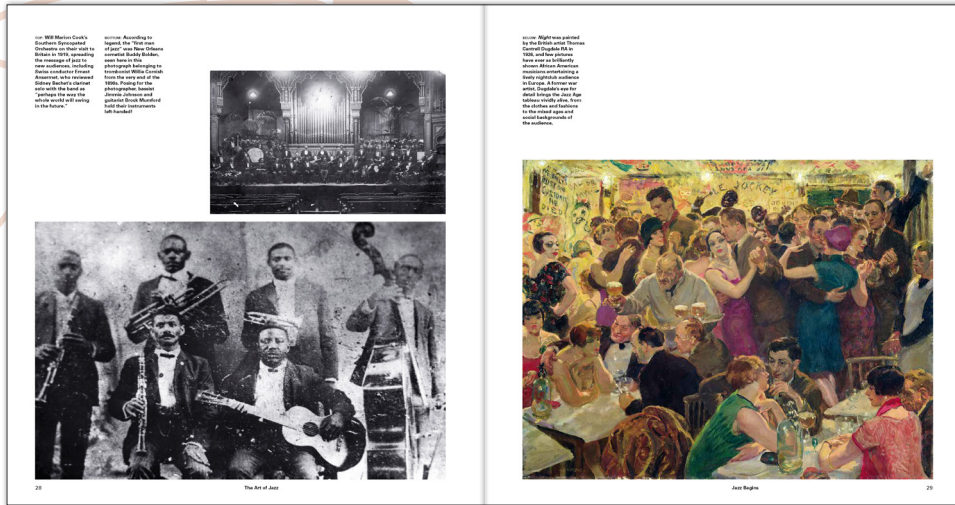 TOP: Will Marion Cook's
Southern Syncopated
Orchestra on their visit to
Britain in 1919, spreading
the message of jazz to
new audiences, including
Swiss conductor Ernest
Ansermet, who reviewed
Sidney Bechet's clarinet
solo with the band as
"perhaps the way the
whole world will swing
in the future."
BOTTOM: According to
legend, the "first man
of jazz" was New Orleans
cornetist Buddy Bolden,
seen here in this
photograph belonging to
trombonist Willie Cornish
from the very end of the
1890s. Posing for the
photographer, bassist
Jimmie Johnson and
guitarist Brock Mumford
hold their instruments
left-handed!
28
The Art of Jazz
BELOW: Night was painted
by the British artist Thomas
Cantrell Dugdale RA in
1926, and few pictures
have ever so brilliantly
shown African American
musicians entertaining a
lively nightclub audience
in Europe. A former war
artist, Dugdale's eye for
detail brings the Jazz Age
tableau vividly alive, from
the clothes and fashions
to the mixed ages and
social backgrounds of
the audience.
LE JOCKEY
Jazz Begins
29